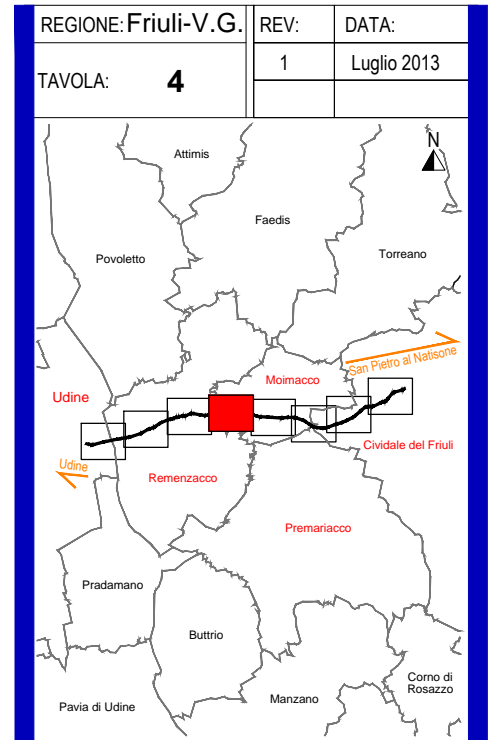 REGIONE: Friuli-V.G. REV: DATA:
TAVOLA: 4 1 Luglio 2013
N
Attimis
Faedis
Povoletto
Torreano
San Pietro al Natisone
Moimacco
Udine
Cividale del Friuli
Udine
Remenzacco
Premariacco
Pradamano
Buttrio
Corno di
Rosazzo
Manzano
Pavia di Udine